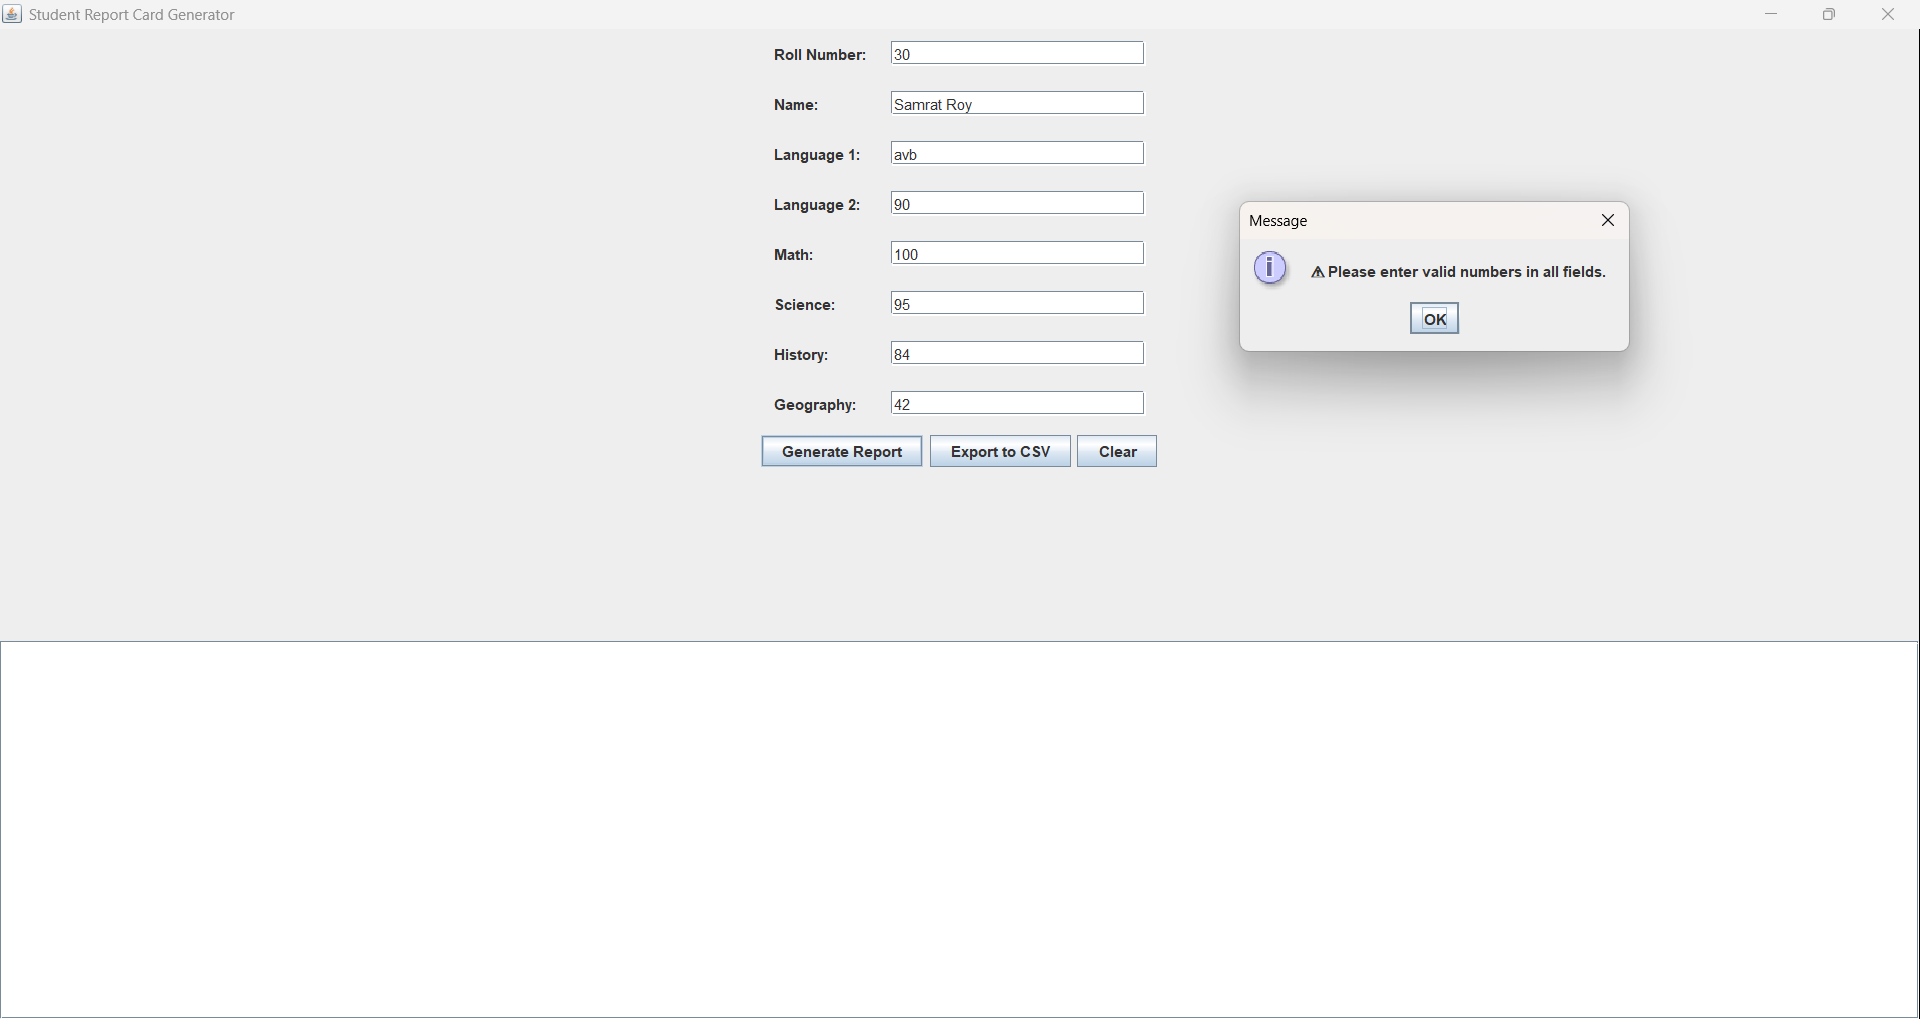 Student Report Card Generator
Roll Number: 30
Name: Samrat Roy
Language 1: avb
Language 2: 90
Math: 100
Science: 95
History: 84
Geography: 42
Generate Report Export to CSV Clear
Message
⚠ Please enter valid numbers in all fields.
OK